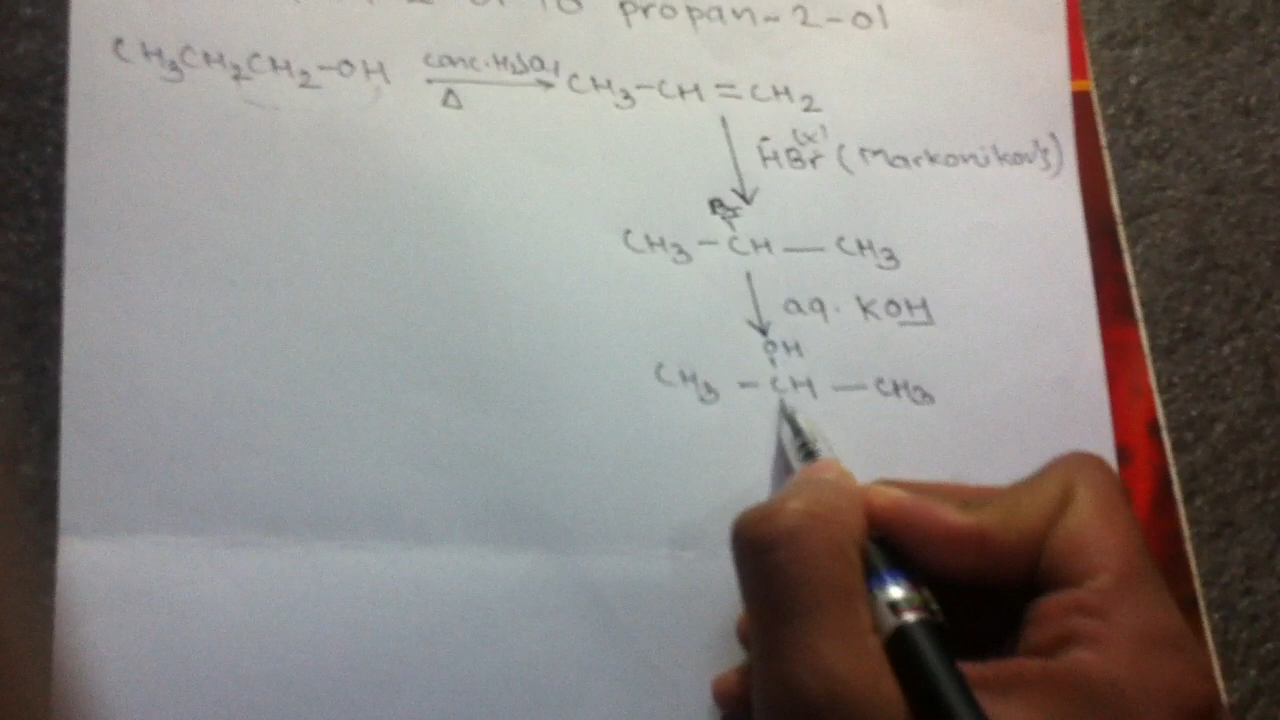 propan-2-ol
CH3CH2CH2-OH conc. H2SO4 Δ CH3-CH=CH2
HBr (Markonikov's)
Br
CH3-CH-CH3
aq. KOH
OH
CH3-CH-CH3